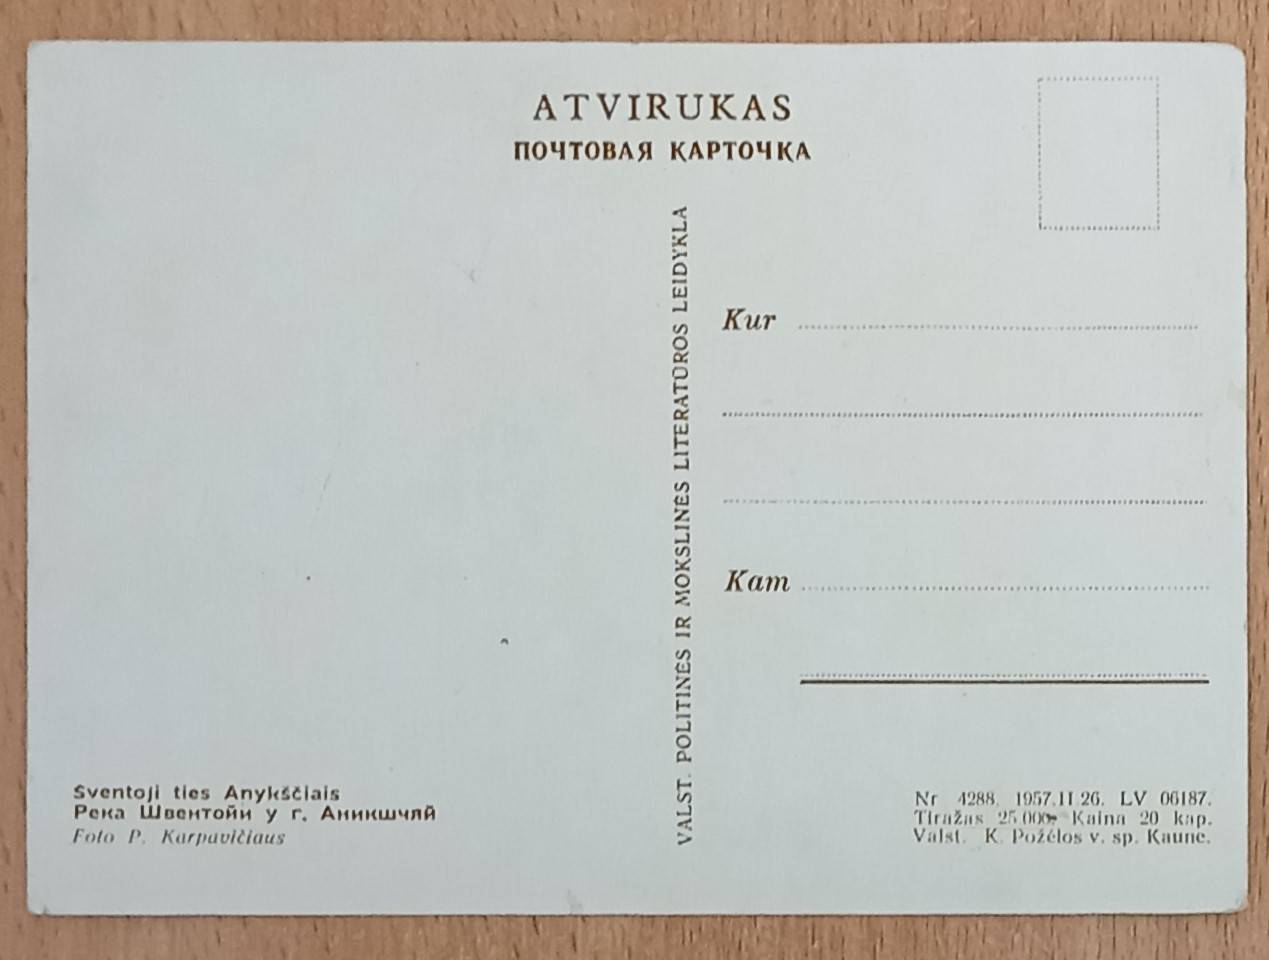 ATVIRUKAS
ПОЧТОВАЯ КАРТОЧКА
VALST. POLITINĖS IR MOKSLINĖS LITERATŪROS LEIDYKLA
Kur
Kam
Šventoji ties Anykščiais
Река Швентойи у г. Аникшчяй
Foto P. Karpavičiaus
Nr 4288. 1957.II 26. LV 06187.
Tiražas 25 000. Kaina 20 kap.
Valst. K. Požėlos v. sp. Kaune.